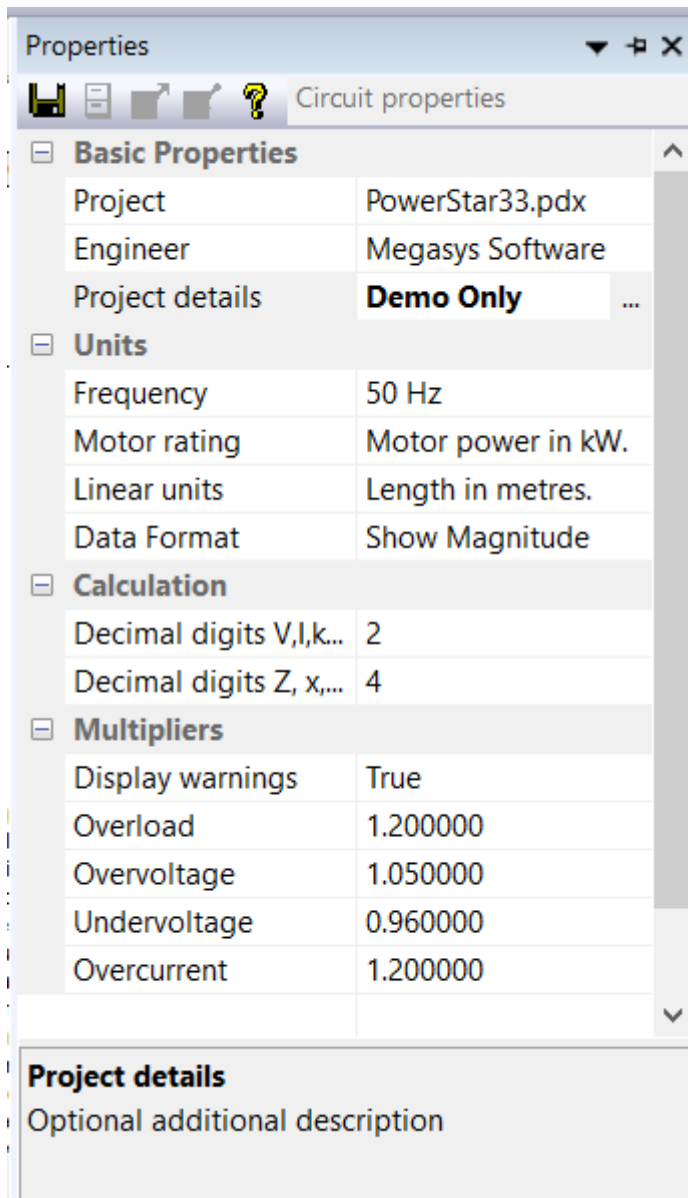 Properties
Circuit properties
Basic Properties
Project PowerStar33.pdx
Engineer Megasys Software
Project details Demo Only ...
Units
Frequency 50 Hz
Motor rating Motor power in kW.
Linear units Length in metres.
Data Format Show Magnitude
Calculation
Decimal digits V,I,k... 2
Decimal digits Z, x,... 4
Multipliers
Display warnings True
Overload 1.200000
Overvoltage 1.050000
Undervoltage 0.960000
Overcurrent 1.200000
Project details
Optional additional description